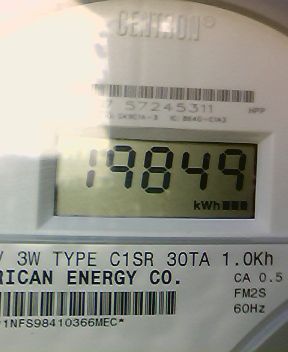 CENTRON®
57245311 HPP
19849
kWh
V 3W TYPE C1SR 30TA 1.0Kh
RICAN ENERGY CO.
CA 0.5
FM2S
60Hz
1NFS98410366MEC*